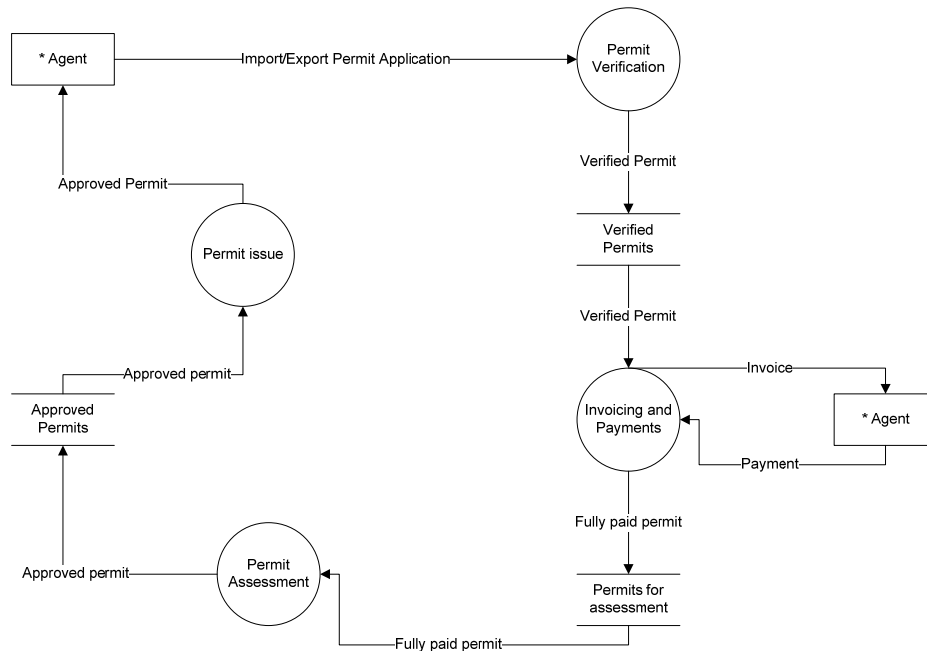 * Agent
Import/Export Permit Application
Permit
Verification
Verified Permit
Approved Permit
Verified
Permits
Permit issue
Verified Permit
Invoice
Approved permit
Approved
Permits
Invoicing and
Payments
* Agent
Payment
Fully paid permit
Permit
Assessment
Approved permit
Permits for
assessment
Fully paid permit